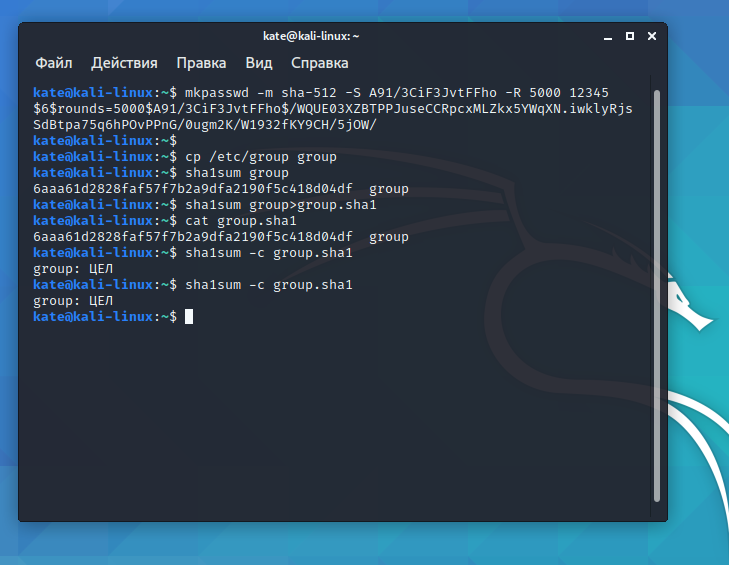 kate@kali-linux: ~
Файл Действия Правка Вид Справка
kate@kali-linux:~$ mkpasswd -m sha-512 -S A91/3CiF3JvtFFho -R 5000 12345
$6$rounds=5000$A91/3CiF3JvtFFho$/WQUE03XZBTPPJuseCCRpcxMLZkx5YWqXN.iwklyRjs
SdBtpa75q6hPOvPPnG/0ugm2K/W1932fKY9CH/5jOW/
kate@kali-linux:~$
kate@kali-linux:~$ cp /etc/group group
kate@kali-linux:~$ sha1sum group
6aaa61d2828faf57f7b2a9dfa2190f5c418d04df  group
kate@kali-linux:~$ sha1sum group>group.sha1
kate@kali-linux:~$ cat group.sha1
6aaa61d2828faf57f7b2a9dfa2190f5c418d04df  group
kate@kali-linux:~$ sha1sum -c group.sha1
group: ЦЕЛ
kate@kali-linux:~$ sha1sum -c group.sha1
group: ЦЕЛ
kate@kali-linux:~$